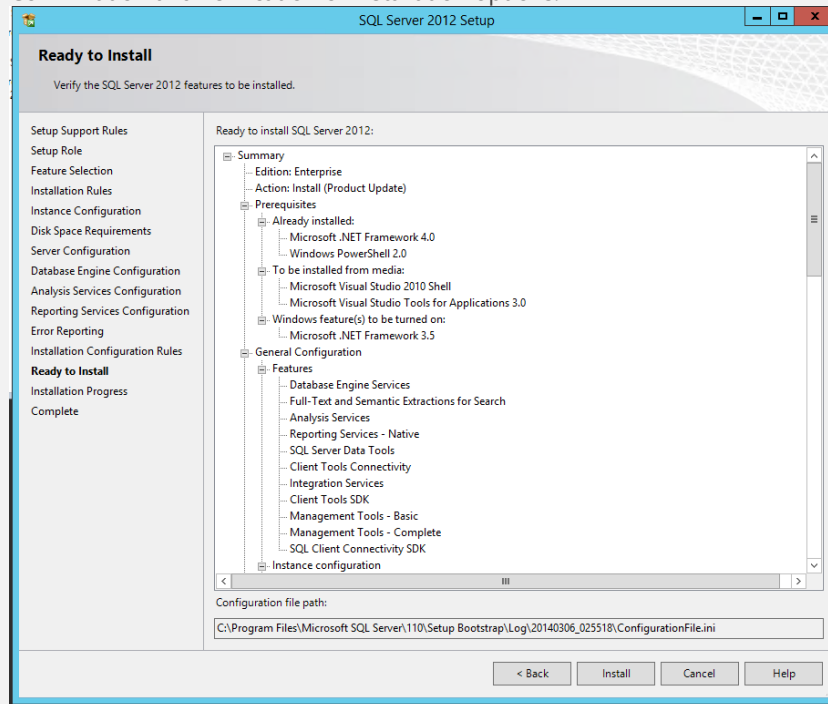 SQL Server 2012 Setup
Ready to Install
Verify the SQL Server 2012 features to be installed.
Setup Support Rules
Setup Role
Feature Selection
Installation Rules
Instance Configuration
Disk Space Requirements
Server Configuration
Database Engine Configuration
Analysis Services Configuration
Reporting Services Configuration
Error Reporting
Installation Configuration Rules
Ready to Install
Installation Progress
Complete
Ready to install SQL Server 2012:
Summary
Edition: Enterprise
Action: Install (Product Update)
Prerequisites
Already installed:
Microsoft .NET Framework 4.0
Windows PowerShell 2.0
To be installed from media:
Microsoft Visual Studio 2010 Shell
Microsoft Visual Studio Tools for Applications 3.0
Windows feature(s) to be turned on:
Microsoft .NET Framework 3.5
General Configuration
Features
Database Engine Services
Full-Text and Semantic Extractions for Search
Analysis Services
Reporting Services - Native
SQL Server Data Tools
Client Tools Connectivity
Integration Services
Client Tools SDK
Management Tools - Basic
Management Tools - Complete
SQL Client Connectivity SDK
Instance configuration
Configuration file path:
C:\Program Files\Microsoft SQL Server\110\Setup Bootstrap\Log\20140306_025518\ConfigurationFile.ini
< Back
Install
Cancel
Help